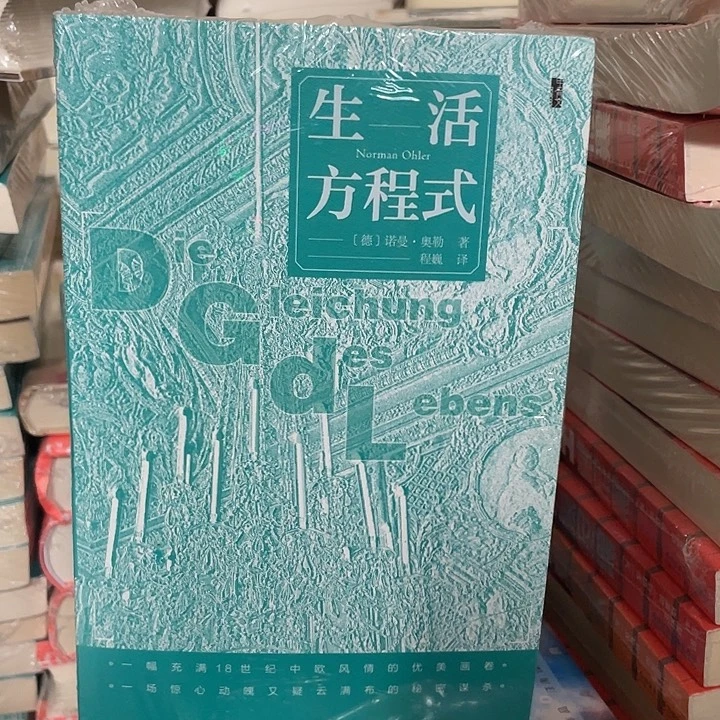 生活
Norman Ohler
方程式
[德]诺曼·奥勒 著
程巍 译
Die
Gleichung
des
Lebens
·一幅充满18世纪中欧风情的优美画卷·
·一场惊心动魄又疑云满布的秘密谋杀·